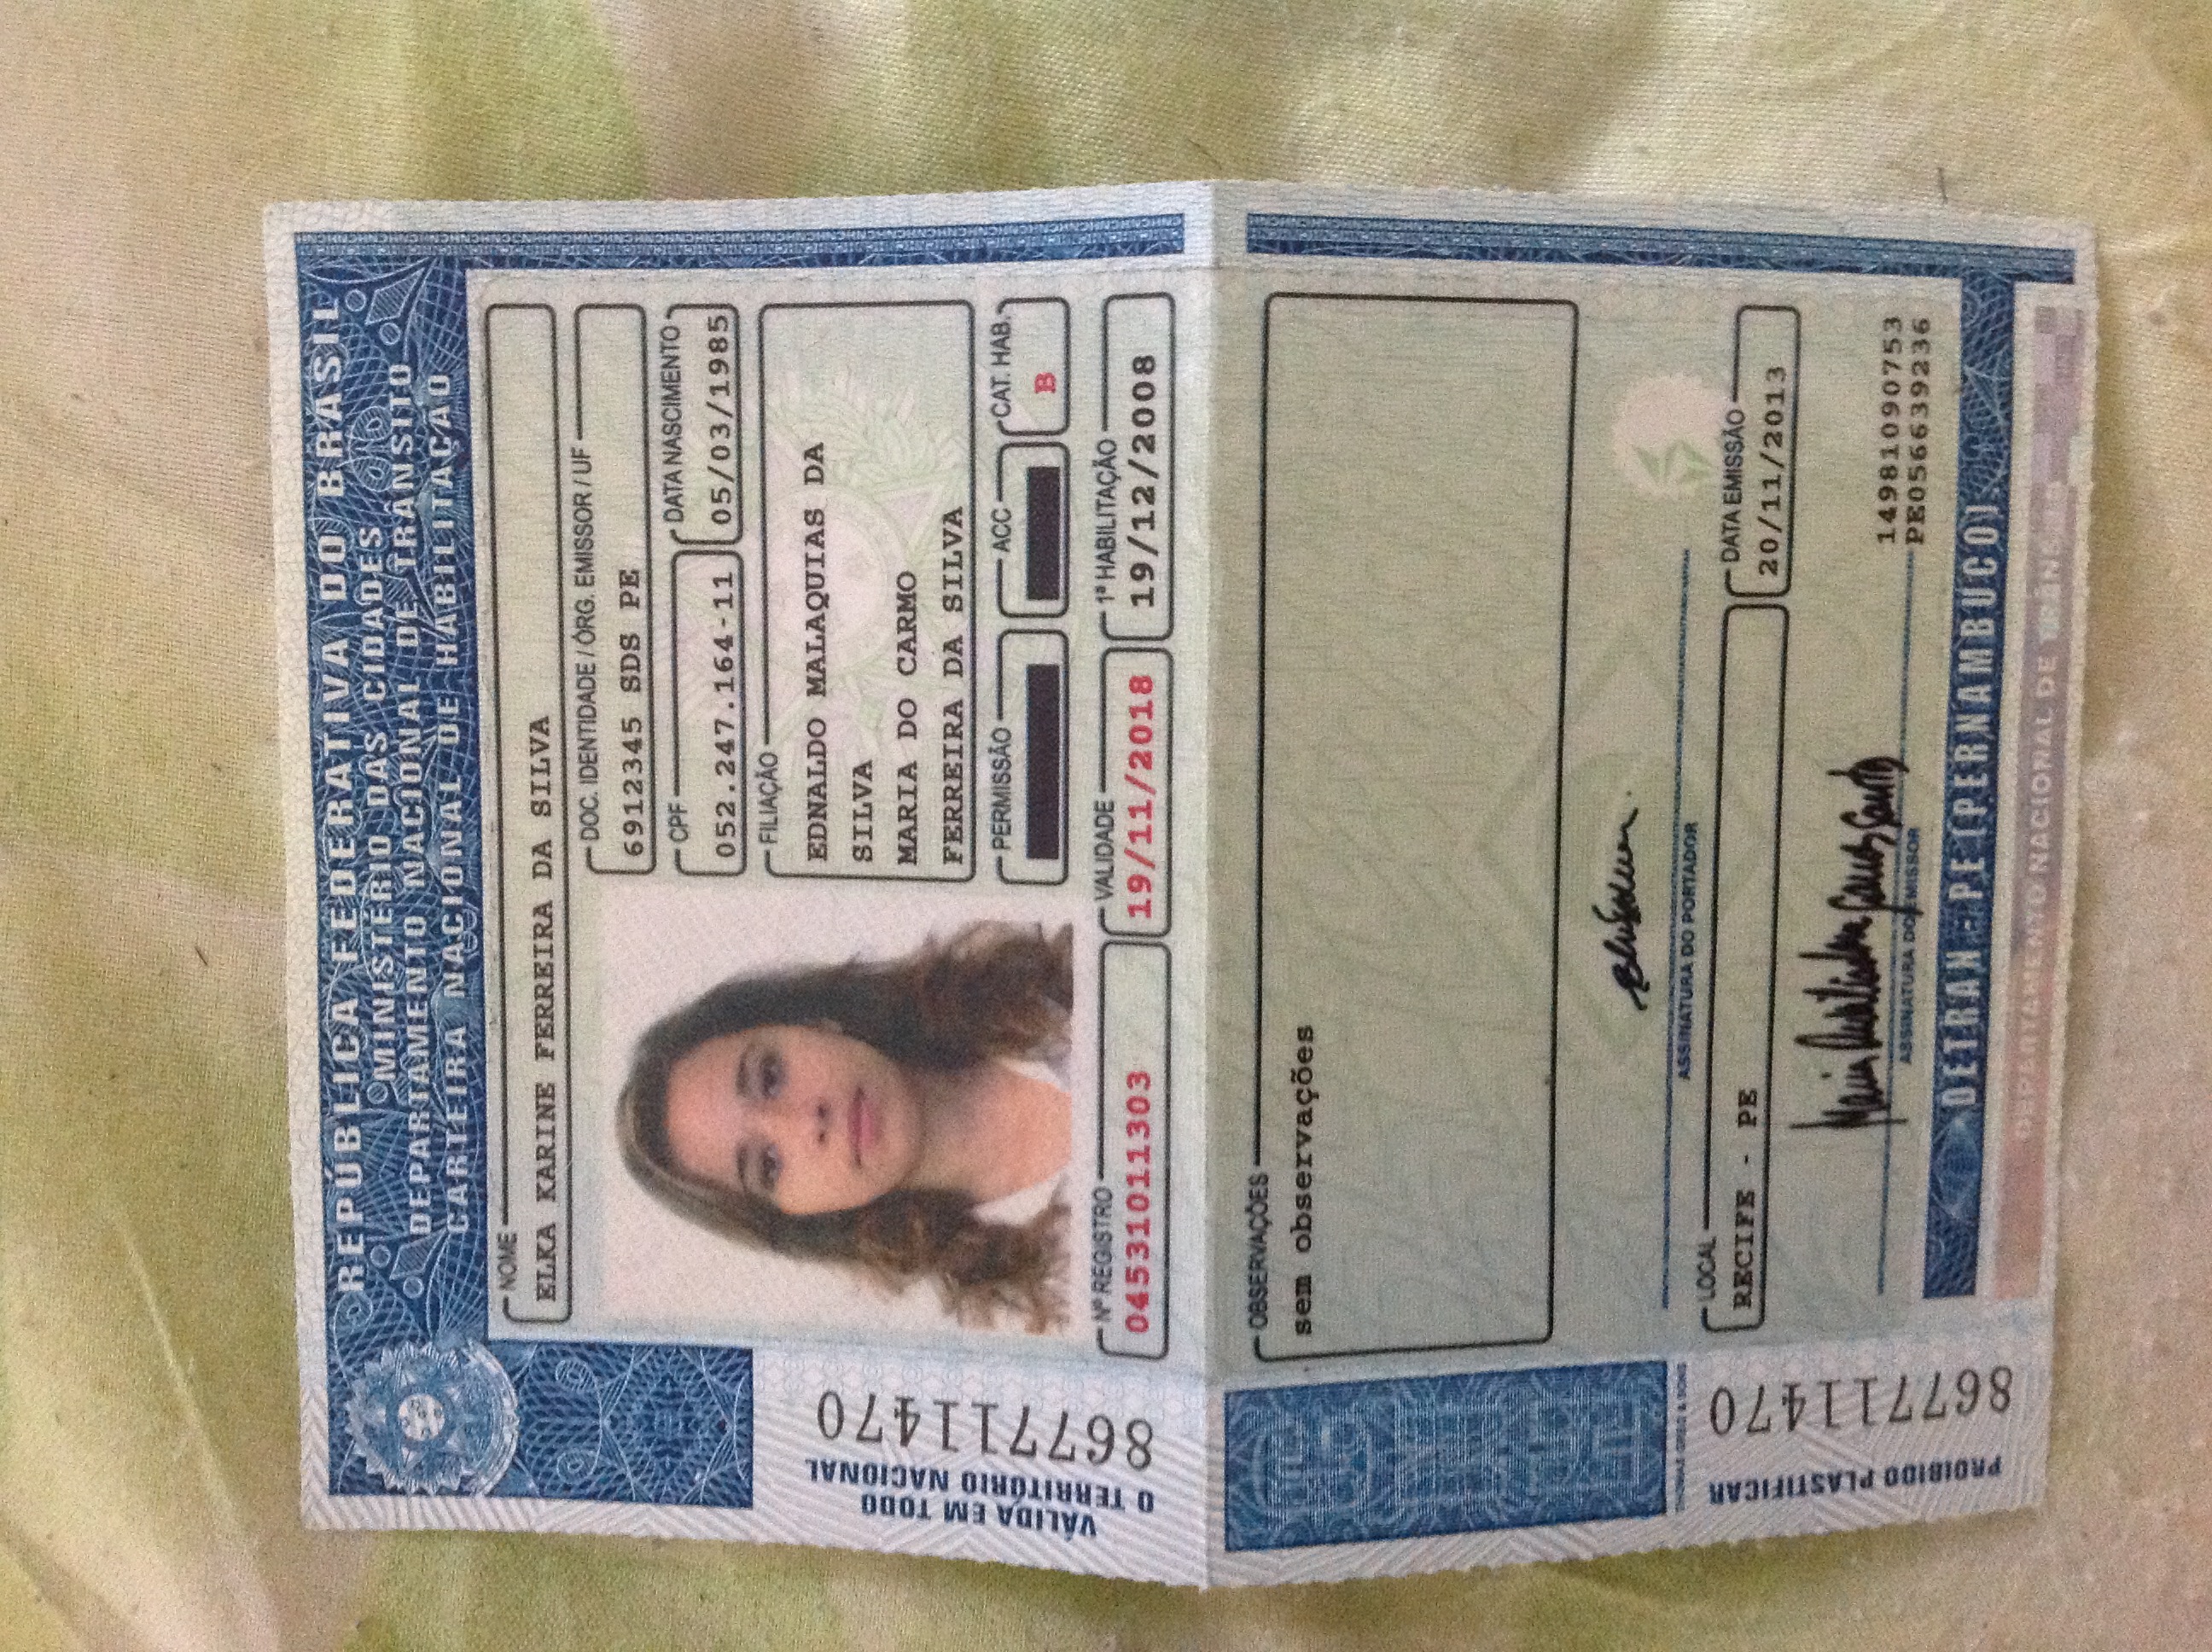 REPÚBLICA FEDERATIVA DO BRASIL
MINISTÉRIO DAS CIDADES
DEPARTAMENTO NACIONAL DE TRÂNSITO
CARTEIRA NACIONAL DE HABILITAÇÃO
NOME
ELKA KARINE FERREIRA DA SILVA
DOC. IDENTIDADE / ÓRG. EMISSOR / UF
6912345 SDS PE
CPF
DATA NASCIMENTO
052.247.164-11
05/03/1985
FILIAÇÃO
EDNALDO MALAQUIAS DA
SILVA
MARIA DO CARMO
FERREIRA DA SILVA
PERMISSÃO
ACC
CAT. HAB.
B
Nº REGISTRO
VALIDADE
1ª HABILITAÇÃO
04531011303
19/11/2018
19/12/2008
VÁLIDA EM TODO
O TERRITÓRIO NACIONAL
867711470
OBSERVAÇÕES
sem observações
ASSINATURA DO PORTADOR
LOCAL
DATA EMISSÃO
RECIFE - PE
20/11/2013
ASSINATURA DO EMISSOR
14981090753
PE056639236
DETRAN - PE (PERNAMBUCO)
DEPARTAMENTO NACIONAL DE TRÂNSITO
PROIBIDO PLASTIFICAR
867711470